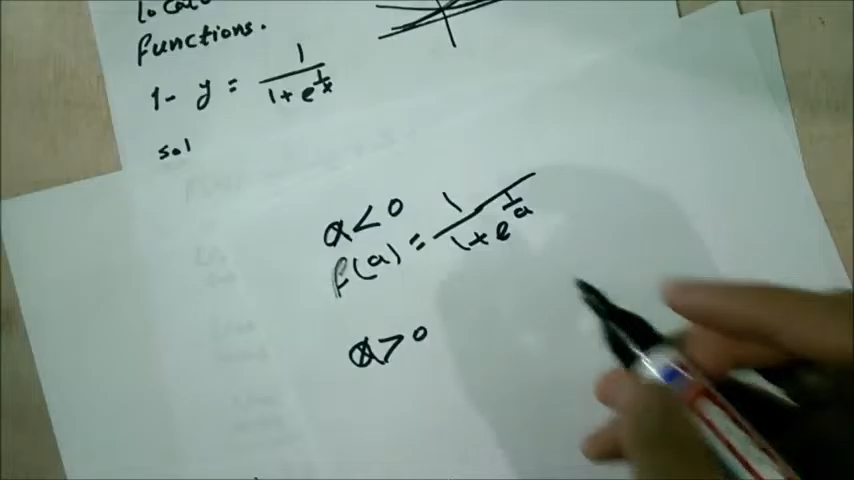 functions.
1- y = 1 / (1 + e^(1/x))
sol
a < 0
f(a) = 1 / (1 + e^(1/a))
a > 0